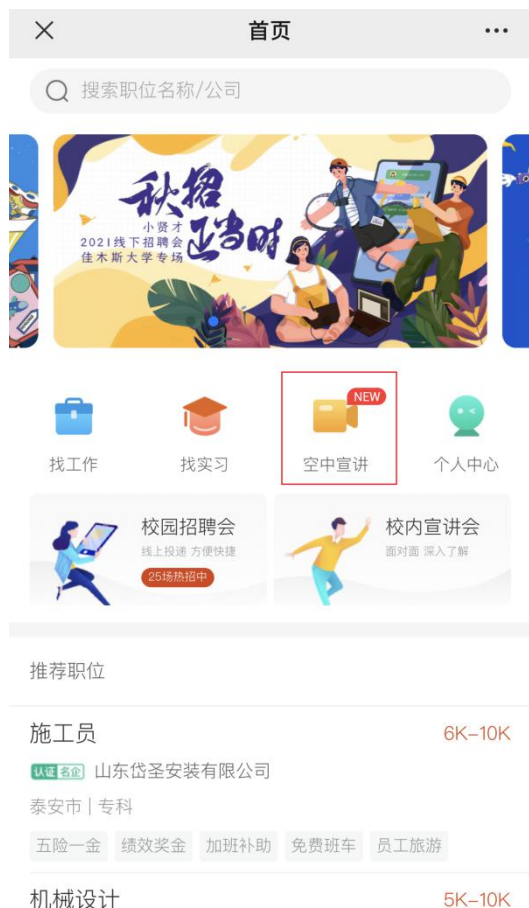 首页
搜索职位名称/公司
秋招
正当时
小贤才
2021线下招聘会
佳木斯大学专场
NEW
找工作
找实习
空中宣讲
个人中心
校园招聘会
线上投递 方便快捷
25场热招中
校内宣讲会
面对面 深入了解
推荐职位
施工员
6K-10K
认证 名企 山东岱圣安装有限公司
泰安市 | 专科
五险一金 绩效奖金 加班补助 免费班车 员工旅游
机械设计
5K-10K